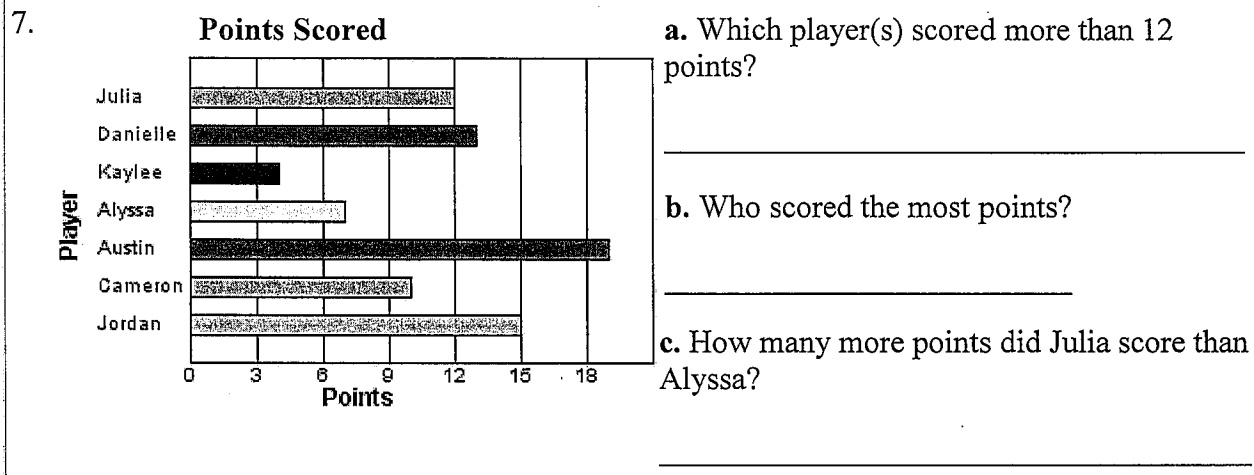 7.
Points Scored
Player
Julia
Danielle
Kaylee
Alyssa
Austin
Cameron
Jordan
0 3 6 9 12 15 18
Points
a. Which player(s) scored more than 12
points?
b. Who scored the most points?
c. How many more points did Julia score than
Alyssa?